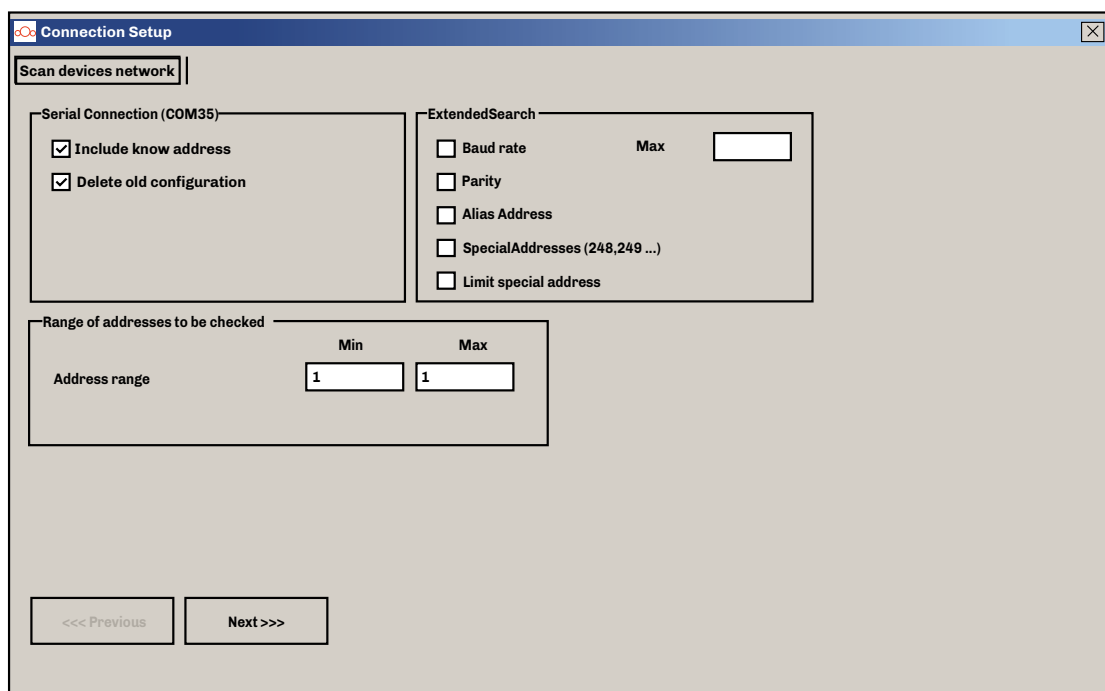 Connection Setup
Scan devices network
Serial Connection (COM35)
Include know address
Delete old configuration
ExtendedSearch
Baud rate Max
Parity
Alias Address
SpecialAddresses (248,249 ...)
Limit special address
Range of addresses to be checked
Min Max
Address range 1 1
<<< Previous Next >>>